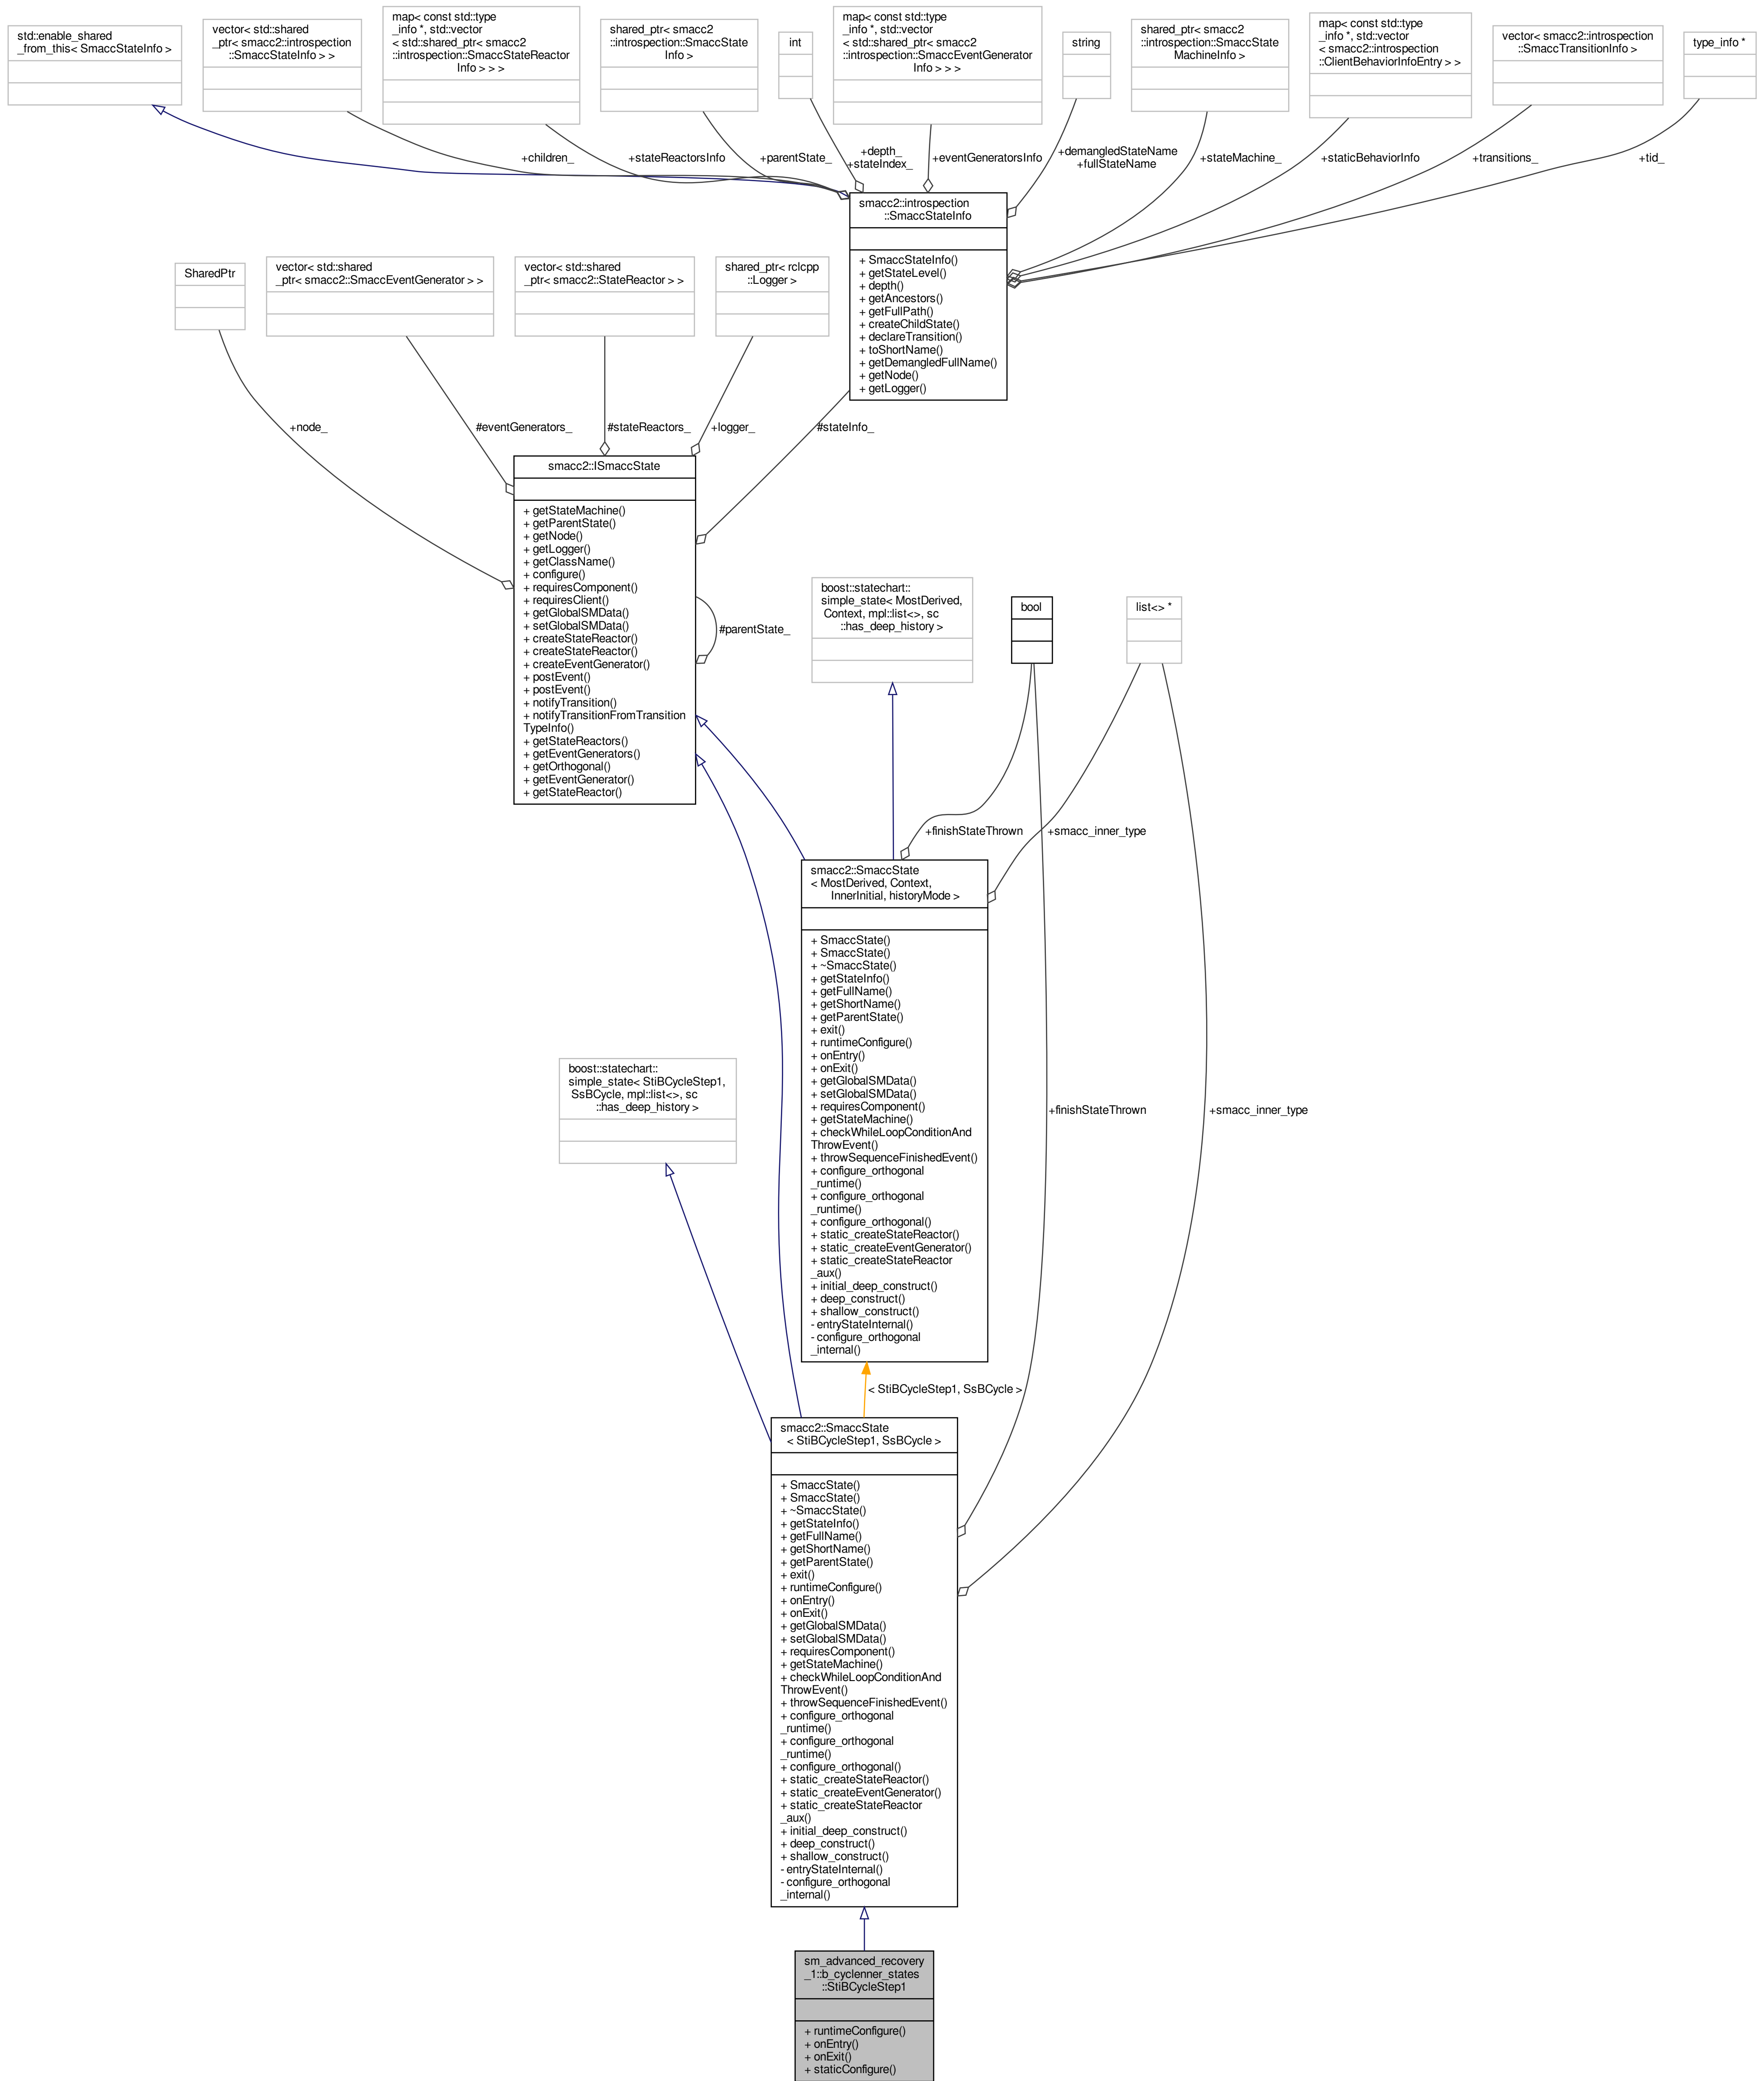 std::enable_shared
_from_this< SmaccStateInfo >
vector< std::shared
_ptr< smacc2::introspection
::SmaccStateInfo > >
map< const std::type
_info *, std::vector
< std::shared_ptr< smacc2
::introspection::SmaccStateReactor
Info > > >
shared_ptr< smacc2
::introspection::SmaccState
Info >
int
map< const std::type
_info *, std::vector
< std::shared_ptr< smacc2
::introspection::SmaccEventGenerator
Info > > >
string
shared_ptr< smacc2
::introspection::SmaccState
MachineInfo >
map< const std::type
_info *, std::vector
< smacc2::introspection
::ClientBehaviorInfoEntry > >
vector< smacc2::introspection
::SmaccTransitionInfo >
type_info *
+children_
+stateReactorsInfo
+parentState_
+depth_
+stateIndex_
+eventGeneratorsInfo
+demangledStateName
+fullStateName
+stateMachine_
+staticBehaviorInfo
+transitions_
+tid_
smacc2::introspection
::SmaccStateInfo
+ SmaccStateInfo()
+ getStateLevel()
+ depth()
+ getAncestors()
+ getFullPath()
+ createChildState()
+ declareTransition()
+ toShortName()
+ getDemangledFullName()
+ getNode()
+ getLogger()
SharedPtr
vector< std::shared
_ptr< smacc2::SmaccEventGenerator > >
vector< std::shared
_ptr< smacc2::StateReactor > >
shared_ptr< rclcpp
::Logger >
+node_
#eventGenerators_
#stateReactors_
+logger_
#stateInfo_
smacc2::ISmaccState
+ getStateMachine()
+ getParentState()
+ getNode()
+ getLogger()
+ getClassName()
+ configure()
+ requiresComponent()
+ requiresClient()
+ getGlobalSMData()
+ setGlobalSMData()
+ createStateReactor()
+ createStateReactor()
+ createEventGenerator()
+ postEvent()
+ postEvent()
+ notifyTransition()
+ notifyTransitionFromTransition
TypeInfo()
+ getStateReactors()
+ getEventGenerators()
+ getOrthogonal()
+ getEventGenerator()
+ getStateReactor()
#parentState_
boost::statechart::
simple_state< MostDerived,
Context, mpl::list<>, sc
::has_deep_history >
bool
list<> *
+finishStateThrown
+smacc_inner_type
smacc2::SmaccState
< MostDerived, Context,
InnerInitial, historyMode >
+ SmaccState()
+ SmaccState()
+ ~SmaccState()
+ getStateInfo()
+ getFullName()
+ getShortName()
+ getParentState()
+ exit()
+ runtimeConfigure()
+ onEntry()
+ onExit()
+ getGlobalSMData()
+ setGlobalSMData()
+ requiresComponent()
+ getStateMachine()
+ checkWhileLoopConditionAnd
ThrowEvent()
+ throwSequenceFinishedEvent()
+ configure_orthogonal
_runtime()
+ configure_orthogonal
_runtime()
+ configure_orthogonal()
+ static_createStateReactor()
+ static_createEventGenerator()
+ static_createStateReactor
_aux()
+ initial_deep_construct()
+ deep_construct()
+ shallow_construct()
- entryStateInternal()
- configure_orthogonal
_internal()
boost::statechart::
simple_state< StiBCycleStep1,
SsBCycle, mpl::list<>, sc
::has_deep_history >
+finishStateThrown
+smacc_inner_type
< StiBCycleStep1, SsBCycle >
smacc2::SmaccState
< StiBCycleStep1, SsBCycle >
+ SmaccState()
+ SmaccState()
+ ~SmaccState()
+ getStateInfo()
+ getFullName()
+ getShortName()
+ getParentState()
+ exit()
+ runtimeConfigure()
+ onEntry()
+ onExit()
+ getGlobalSMData()
+ setGlobalSMData()
+ requiresComponent()
+ getStateMachine()
+ checkWhileLoopConditionAnd
ThrowEvent()
+ throwSequenceFinishedEvent()
+ configure_orthogonal
_runtime()
+ configure_orthogonal
_runtime()
+ configure_orthogonal()
+ static_createStateReactor()
+ static_createEventGenerator()
+ static_createStateReactor
_aux()
+ initial_deep_construct()
+ deep_construct()
+ shallow_construct()
- entryStateInternal()
- configure_orthogonal
_internal()
sm_advanced_recovery
_1::b_cyclenner_states
::StiBCycleStep1
+ runtimeConfigure()
+ onEntry()
+ onExit()
+ staticConfigure()